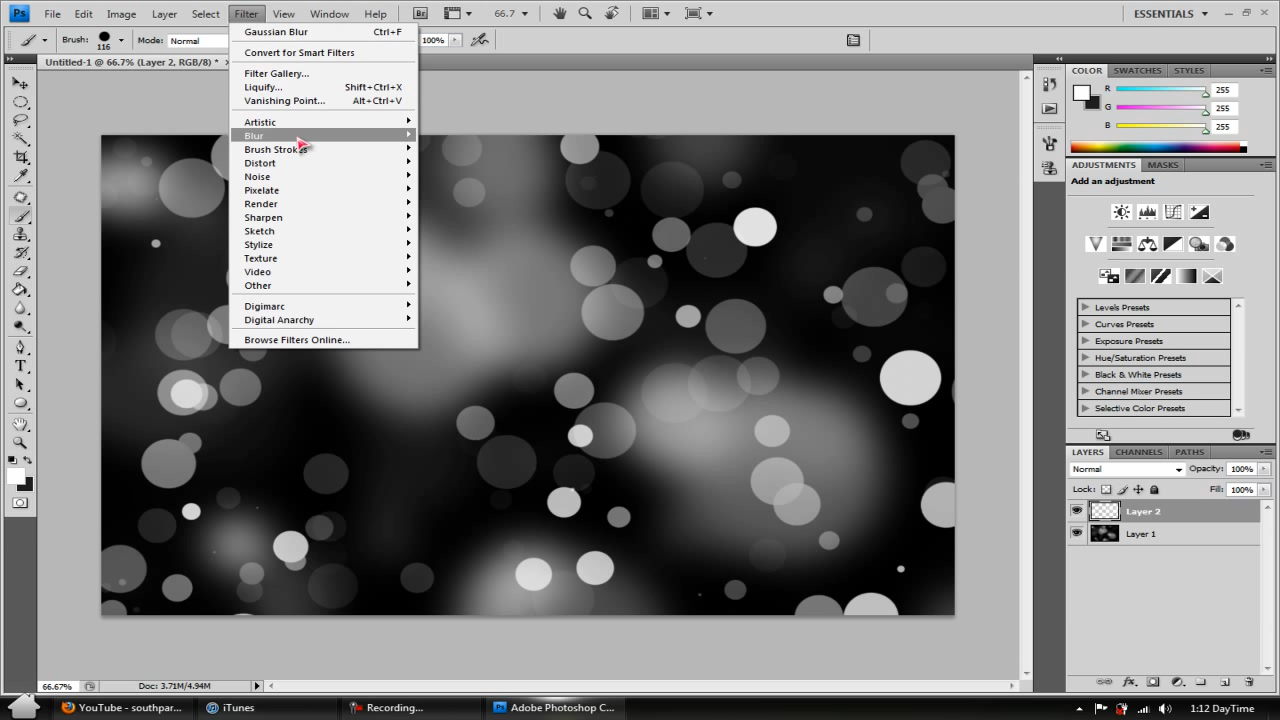 Ps File Edit Image Layer Select Filter View Window Help Br 66.7 ESSENTIALS
Brush: 116 Mode: Normal 100%
Untitled-1 @ 66.7% (Layer 2, RGB/8) * x
Gaussian Blur Ctrl+F
Convert for Smart Filters
Filter Gallery...
Liquify... Shift+Ctrl+X
Vanishing Point... Alt+Ctrl+V
Artistic
Blur
Brush Strokes
Distort
Noise
Pixelate
Render
Sharpen
Sketch
Stylize
Texture
Video
Other
Digimarc
Digital Anarchy
Browse Filters Online...
COLOR SWATCHES STYLES
R 255
G 255
B 255
ADJUSTMENTS MASKS
Add an adjustment
Levels Presets
Curves Presets
Exposure Presets
Hue/Saturation Presets
Black & White Presets
Channel Mixer Presets
Selective Color Presets
LAYERS CHANNELS PATHS
Normal Opacity: 100%
Lock: Fill: 100%
Layer 2
Layer 1
66.67% Doc: 3.71M/4.94M
YouTube - southpar... iTunes Recording... Ps Adobe Photoshop C... 1:12 DayTime